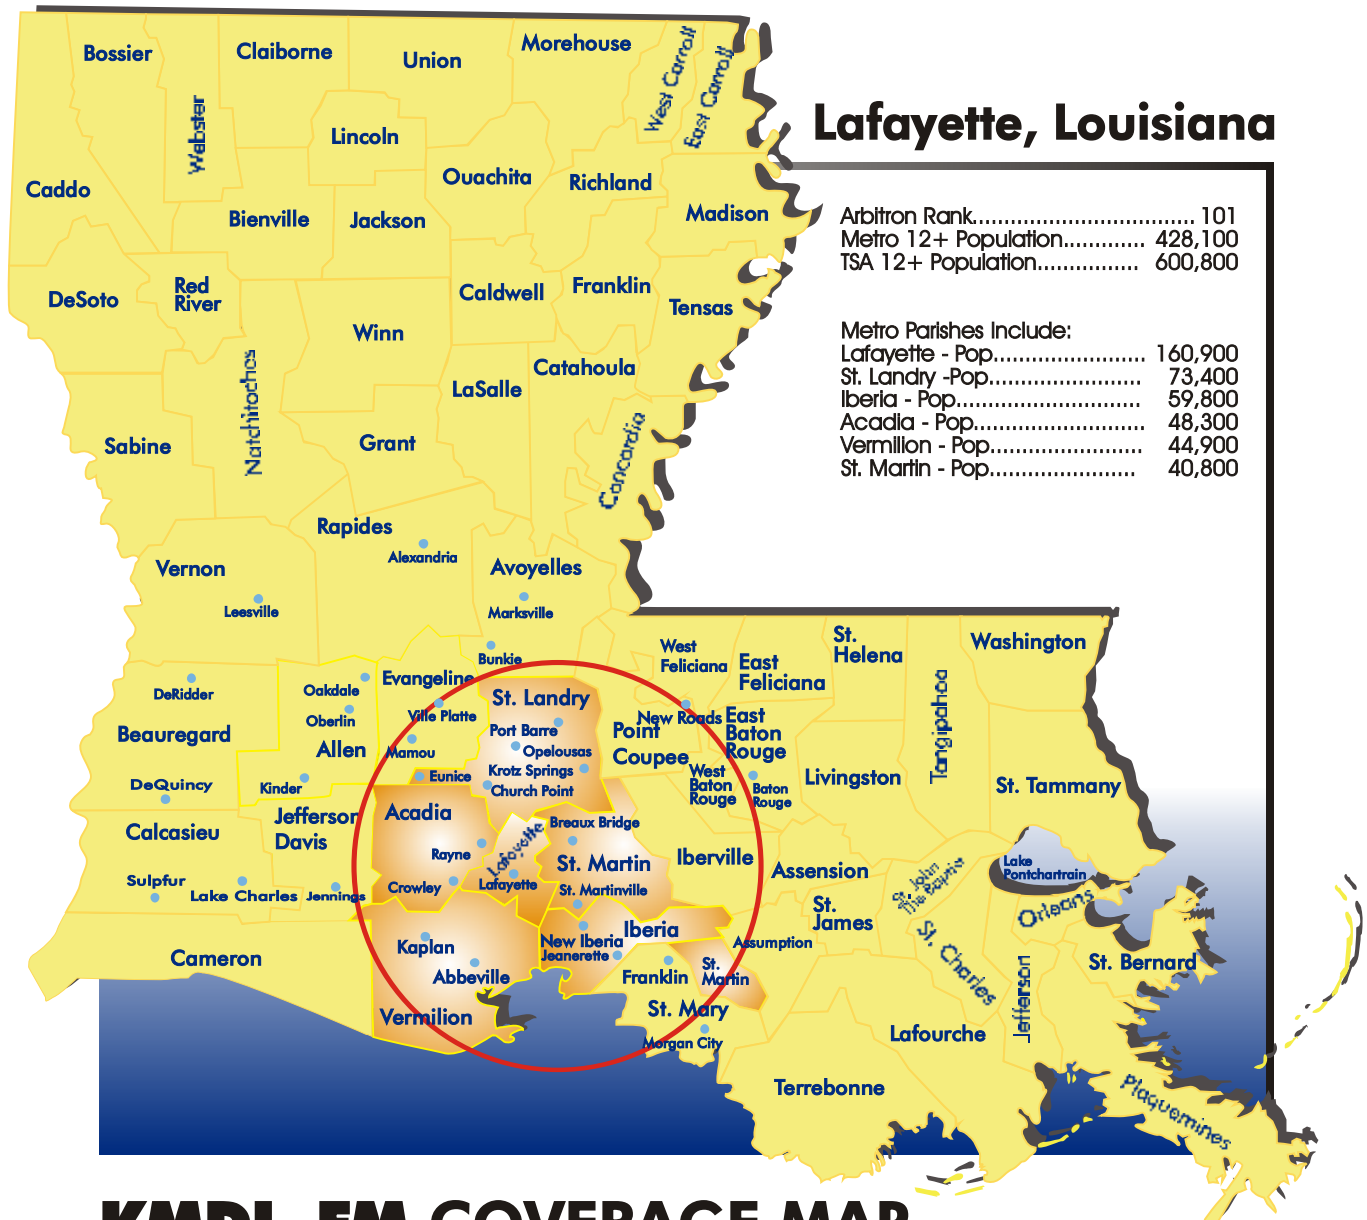 Lafayette, Louisiana
Arbitron Rank................................... 101
Metro 12+ Population............. 428,100
TSA 12+ Population................ 600,800
Metro Parishes Include:
Lafayette - Pop........................ 160,900
St. Landry -Pop........................ 73,400
Iberia - Pop............................. 59,800
Acadia - Pop........................... 48,300
Vermilion - Pop........................ 44,900
St. Martin - Pop....................... 40,800
Bossier
Claiborne
Union
Morehouse
West Carroll
East Carroll
Webster
Lincoln
Caddo
Ouachita
Richland
Bienville
Jackson
Madison
DeSoto
Red
River
Caldwell
Franklin
Tensas
Winn
Natchitoches
LaSalle
Catahoula
Sabine
Grant
Concordia
Rapides
Alexandria
Vernon
Leesville
Avoyelles
Marksville
Bunkie
West
Feliciana
East
Feliciana
St.
Helena
Washington
DeRidder
Oakdale
Oberlin
Evangeline
Ville Platte
St. Landry
Port Barre
Opelousas
Krotz Springs
Church Point
New Roads
Point
Coupee
East
Baton
Rouge
Tangipahoa
Beauregard
Allen
Mamou
Eunice
Kinder
DeQuincy
West
Baton
Rouge
Baton
Rouge
Livingston
St. Tammany
Calcasieu
Jefferson
Davis
Acadia
Rayne
Crowley
Lafayette
Lafayette
Breaux Bridge
St. Martin
St. Martinville
Iberville
Assension
Lake
Pontchartrain
Sulpfur
Lake Charles
Jennings
St. John
The Baptist
St.
James
Orleans
Cameron
Kaplan
Abbeville
Vermilion
New Iberia
Jeanerette
Iberia
Assumption
Franklin
St.
Martin
St. Charles
Jefferson
St. Bernard
St. Mary
Morgan City
Lafourche
Terrebonne
Plaquemines
KMDL-FM COVERAGE MAP